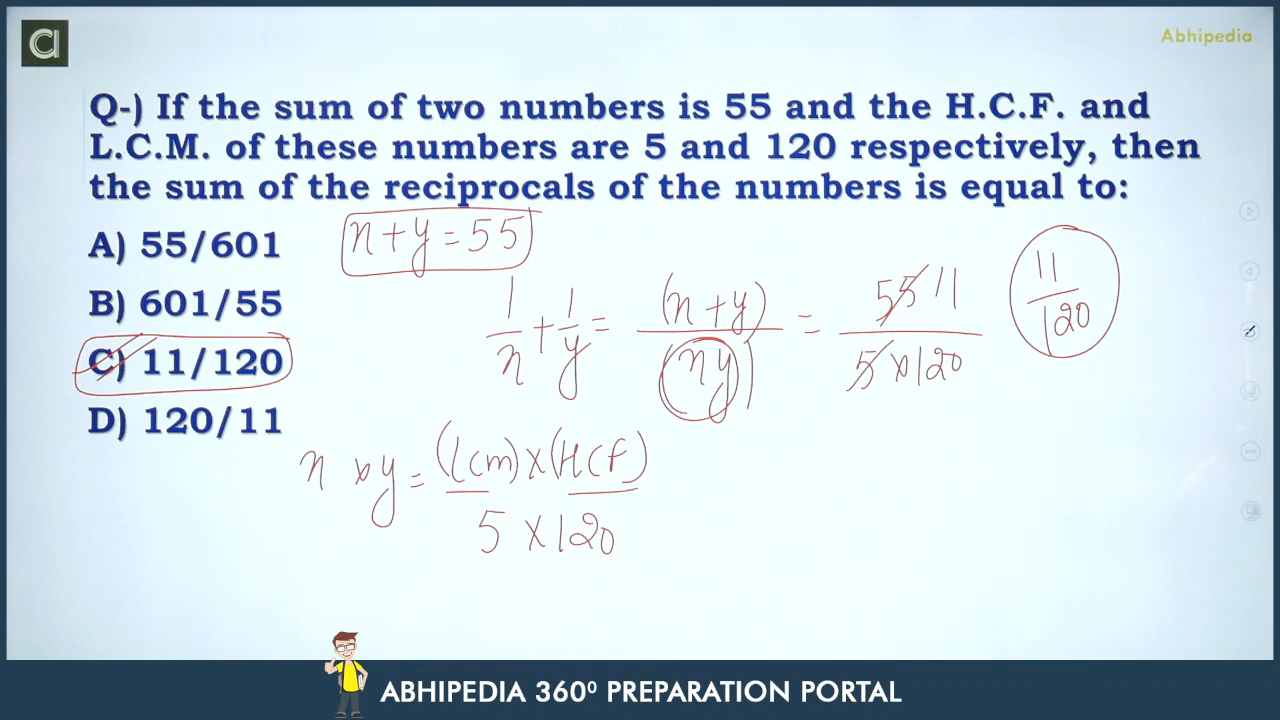 Abhipedia
Q-) If the sum of two numbers is 55 and the H.C.F. and
L.C.M. of these numbers are 5 and 120 respectively, then
the sum of the reciprocals of the numbers is equal to:
A) 55/601
x+y=55
B) 601/55
1/x + 1/y = (x+y)/(xy) = 55 11/5×120
11/120
C) 11/120
D) 120/11
x × y = (Lcm)×(HCF)
5 × 120
ABHIPEDIA 360⁰ PREPARATION PORTAL